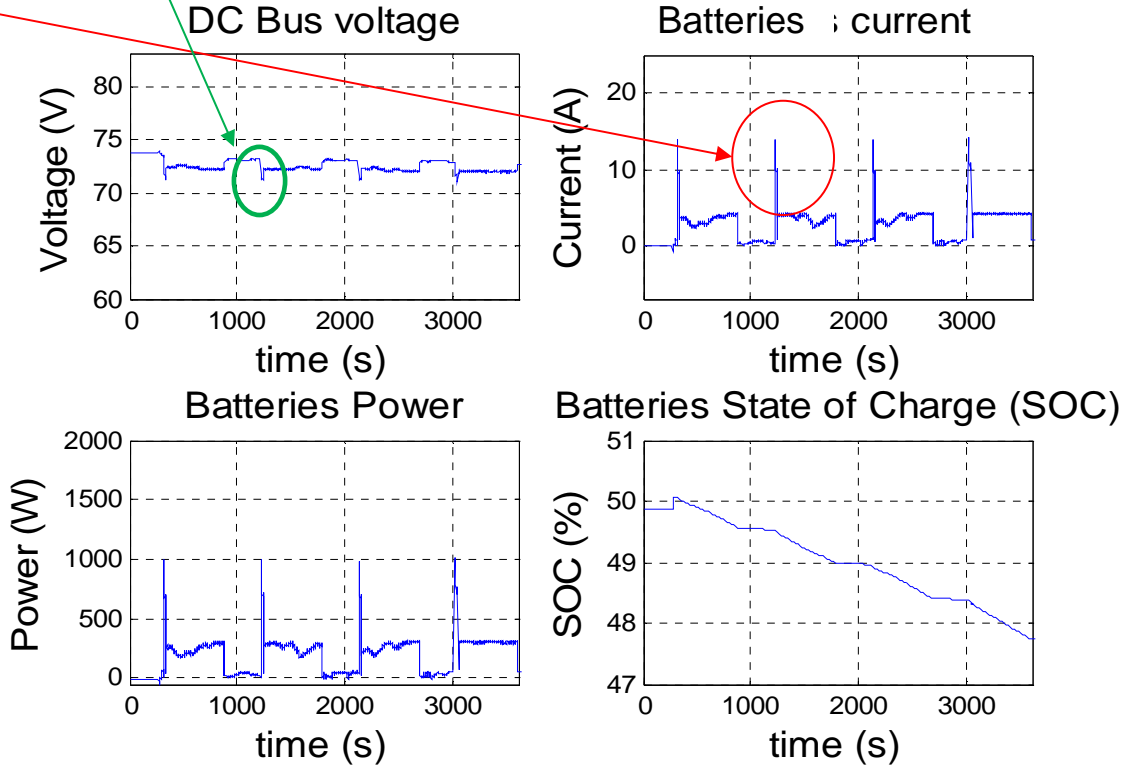 DC Bus voltage
Voltage (V)
80
75
70
65
60
0 1000 2000 3000
time (s)
Batteries s current
Current (A)
20
10
0
0 1000 2000 3000
time (s)
Batteries Power
Power (W)
2000
1500
1000
500
0
0 1000 2000 3000
time (s)
Batteries State of Charge (SOC)
SOC (%)
51
50
49
48
47
0 1000 2000 3000
time (s)